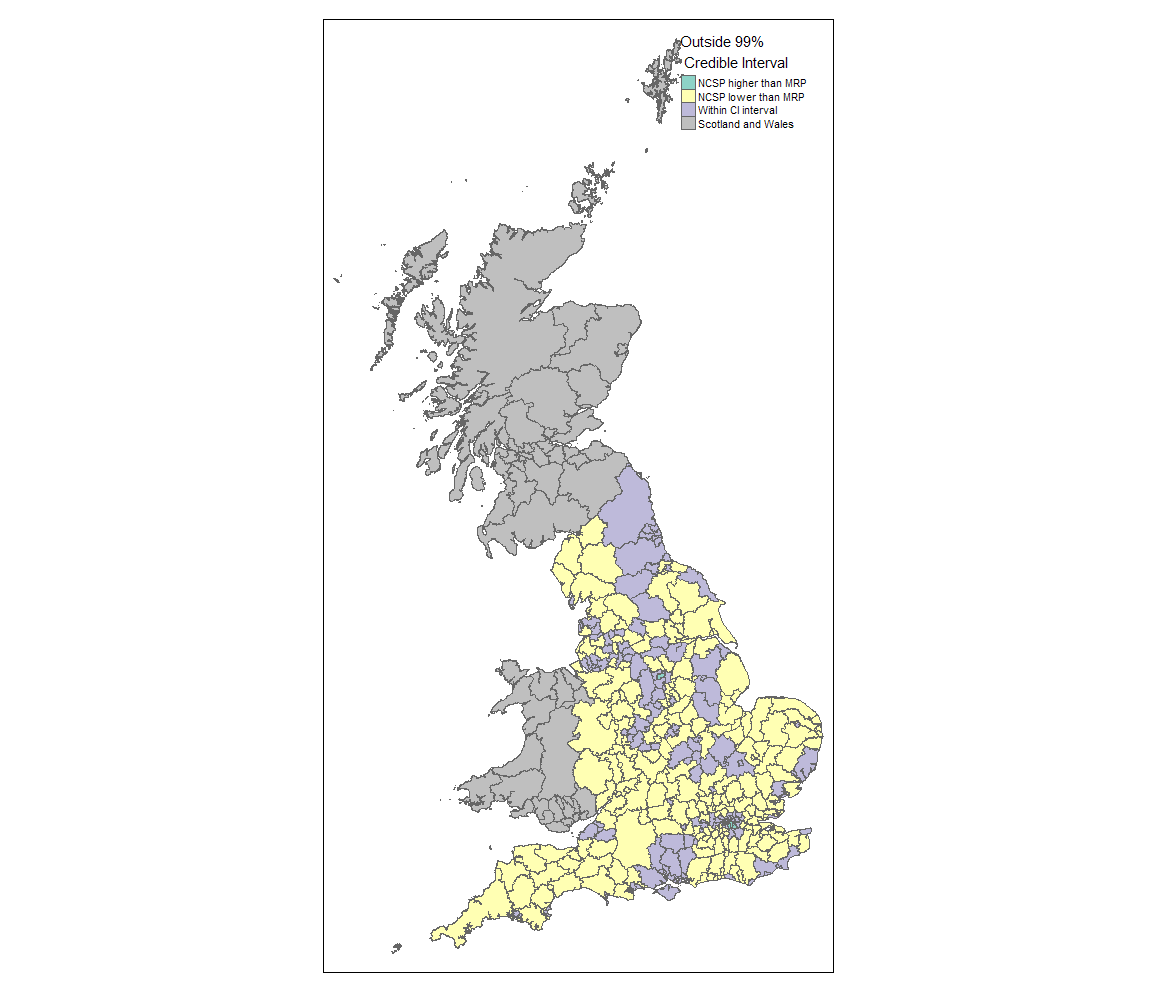 Outside 99%
Credible Interval
NCSP higher than MRP
NCSP lower than MRP
Within CI interval
Scotland and Wales